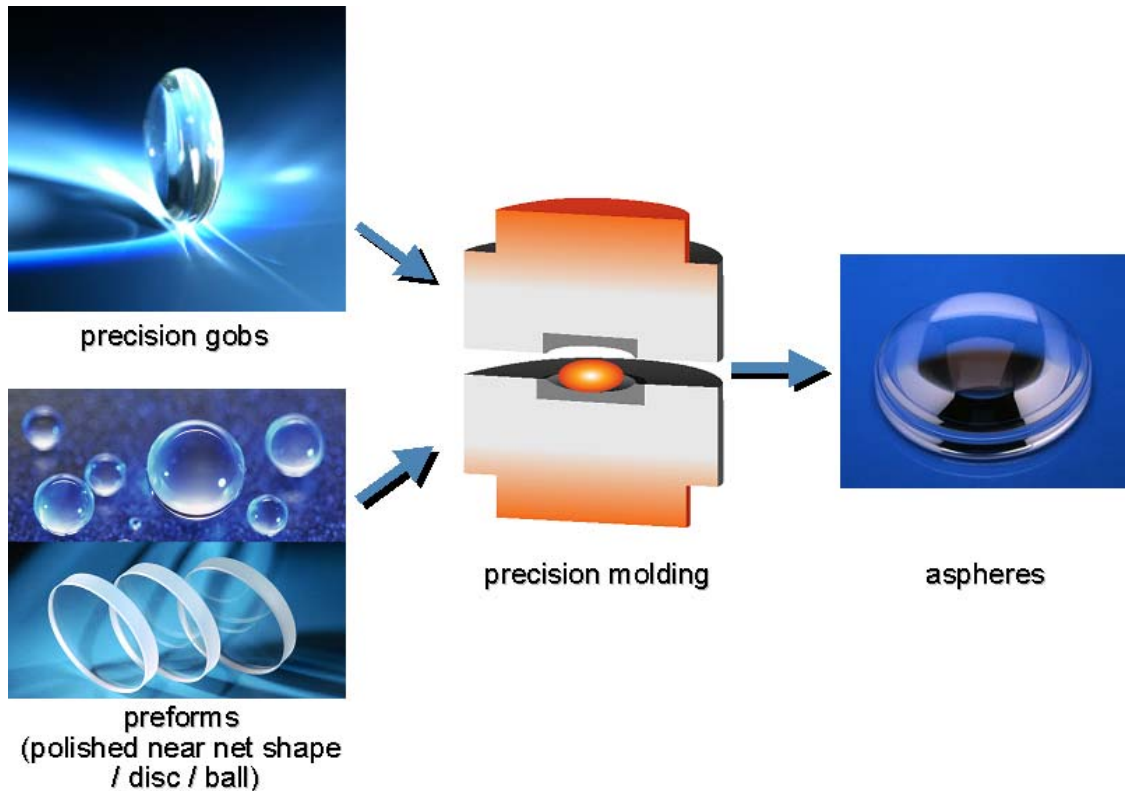 precision gobs
preforms
(polished near net shape
/ disc / ball)
precision molding
aspheres